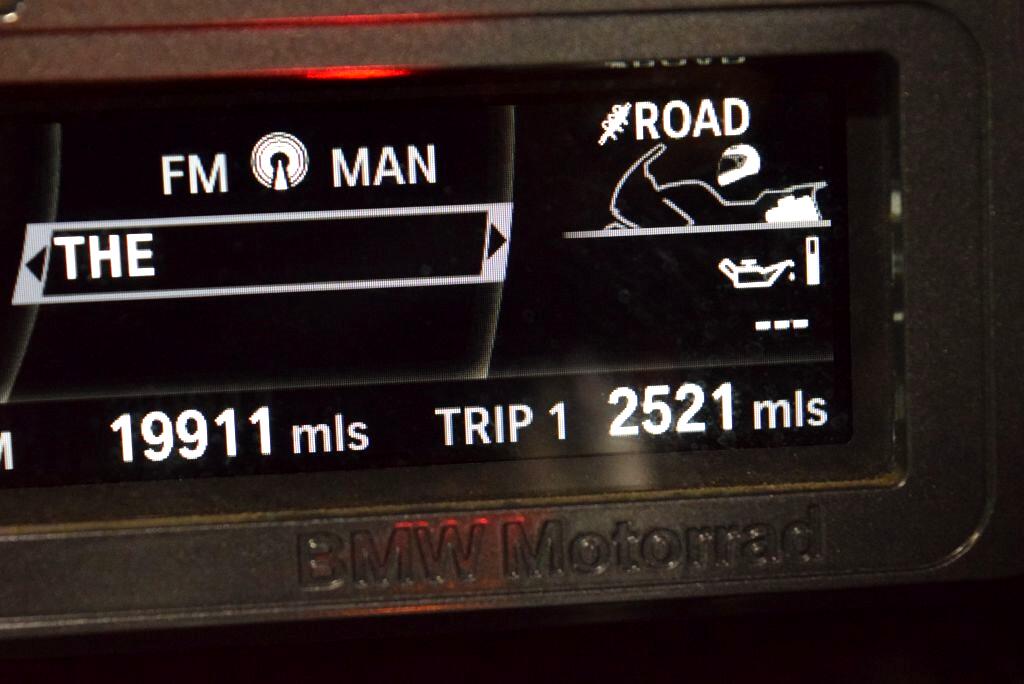 ROAD
FM MAN
THE
---
19911 mls TRIP 1 2521 mls
BMW Motorrad